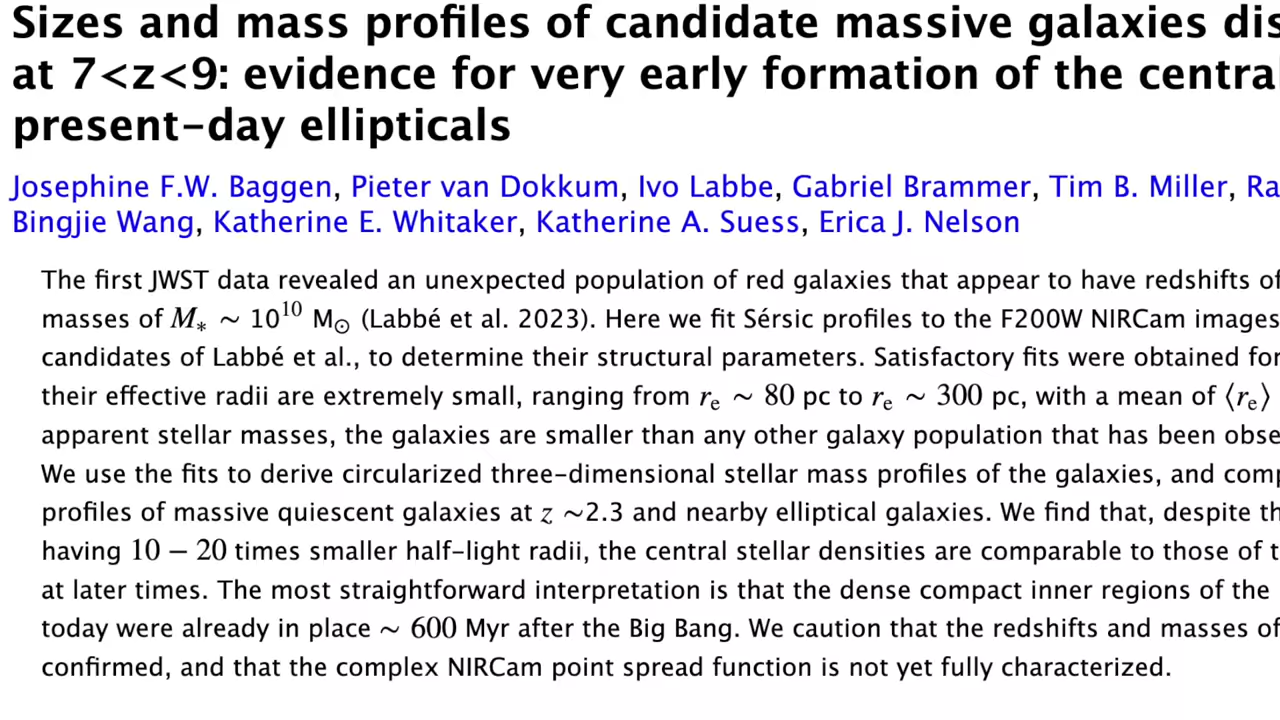 Sizes and mass profiles of candidate massive galaxies dis
at 7<z<9: evidence for very early formation of the central
present-day ellipticals
Josephine F.W. Baggen, Pieter van Dokkum, Ivo Labbe, Gabriel Brammer, Tim B. Miller, Ra
Bingjie Wang, Katherine E. Whitaker, Katherine A. Suess, Erica J. Nelson
The first JWST data revealed an unexpected population of red galaxies that appear to have redshifts of
masses of M∗ ∼ 10¹⁰ M⊙ (Labbé et al. 2023). Here we fit Sérsic profiles to the F200W NIRCam images
candidates of Labbé et al., to determine their structural parameters. Satisfactory fits were obtained for
their effective radii are extremely small, ranging from rₑ ∼ 80 pc to rₑ ∼ 300 pc, with a mean of ⟨rₑ⟩
apparent stellar masses, the galaxies are smaller than any other galaxy population that has been obse
We use the fits to derive circularized three-dimensional stellar mass profiles of the galaxies, and comp
profiles of massive quiescent galaxies at z ∼2.3 and nearby elliptical galaxies. We find that, despite th
having 10 − 20 times smaller half-light radii, the central stellar densities are comparable to those of t
at later times. The most straightforward interpretation is that the dense compact inner regions of the
today were already in place ∼ 600 Myr after the Big Bang. We caution that the redshifts and masses of
confirmed, and that the complex NIRCam point spread function is not yet fully characterized.